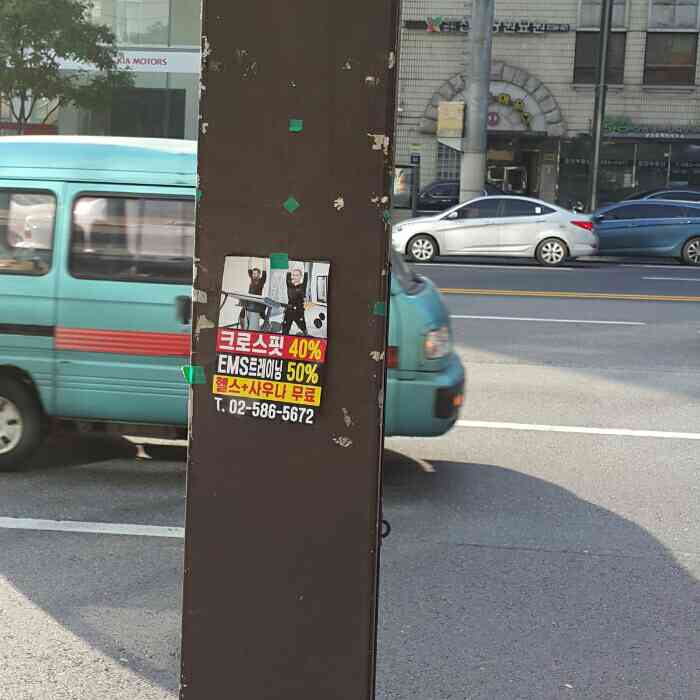 KIA MOTORS
크로스핏 40%
EMS트레이닝 50%
헬스+사우나 무료
T. 02-586-5672